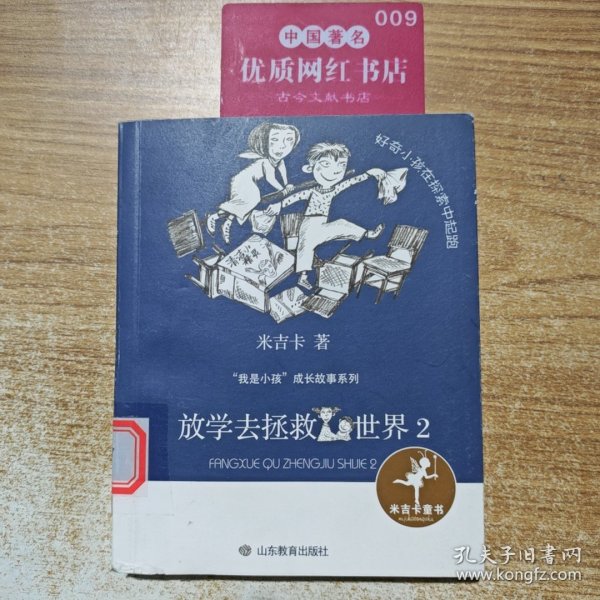 009
中国著名
优质网红书店
古今文献书店
好奇小孩在探索中起跑
米吉卡 著
“我是小孩”成长故事系列
放学去拯救世界2
FANGXUE QU ZHENGJIU SHIJIE 2
米吉卡童书
山东教育出版社
孔夫子旧书网
www.kongfz.com